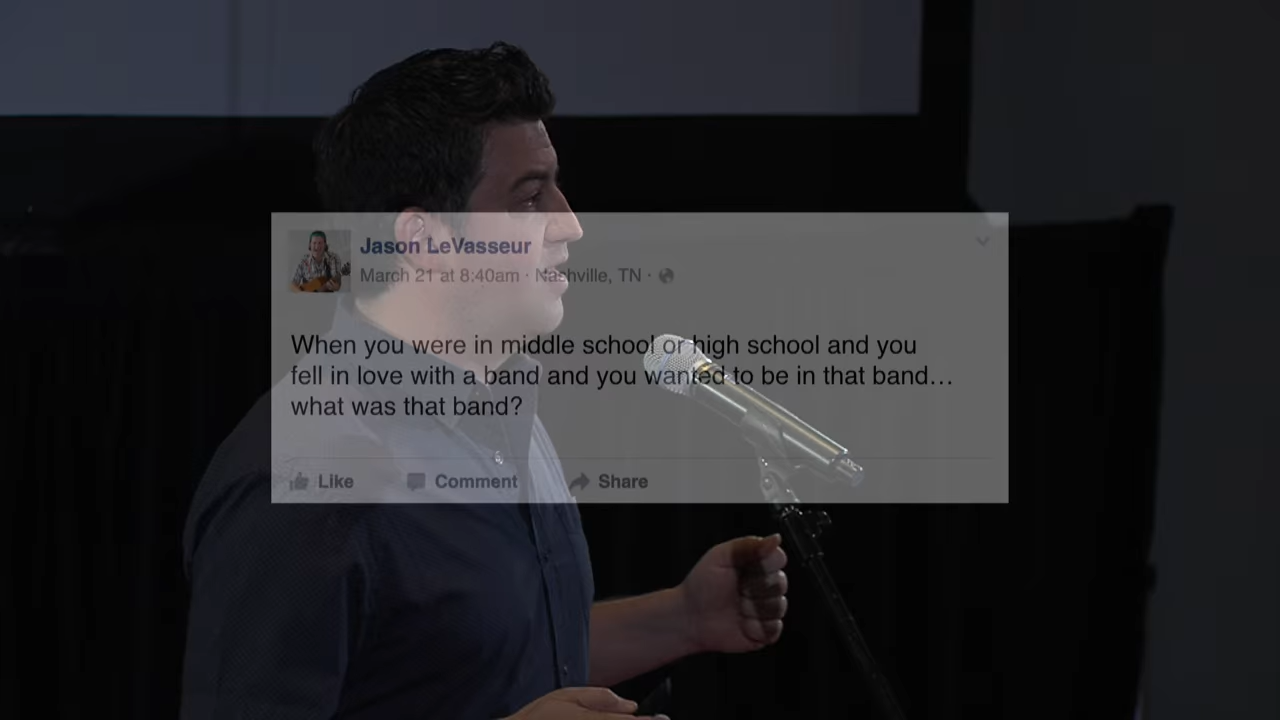 Jason LeVasseur
March 21 at 8:40am · Nashville, TN ·
When you were in middle school or high school and you
fell in love with a band and you wanted to be in that band…
what was that band?
Like Comment Share